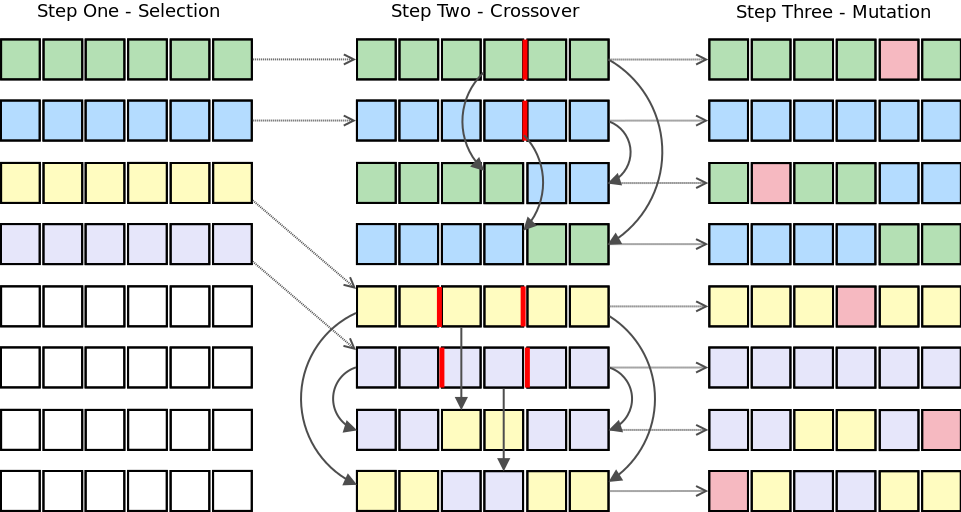 Step One - Selection
Step Two - Crossover
Step Three - Mutation